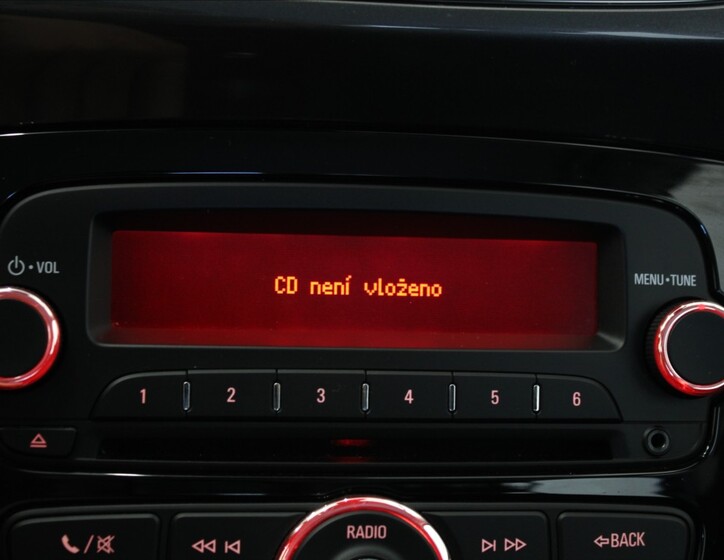 VOL
CD není vloženo
MENU•TUNE
1 2 3 4 5 6
RADIO
BACK